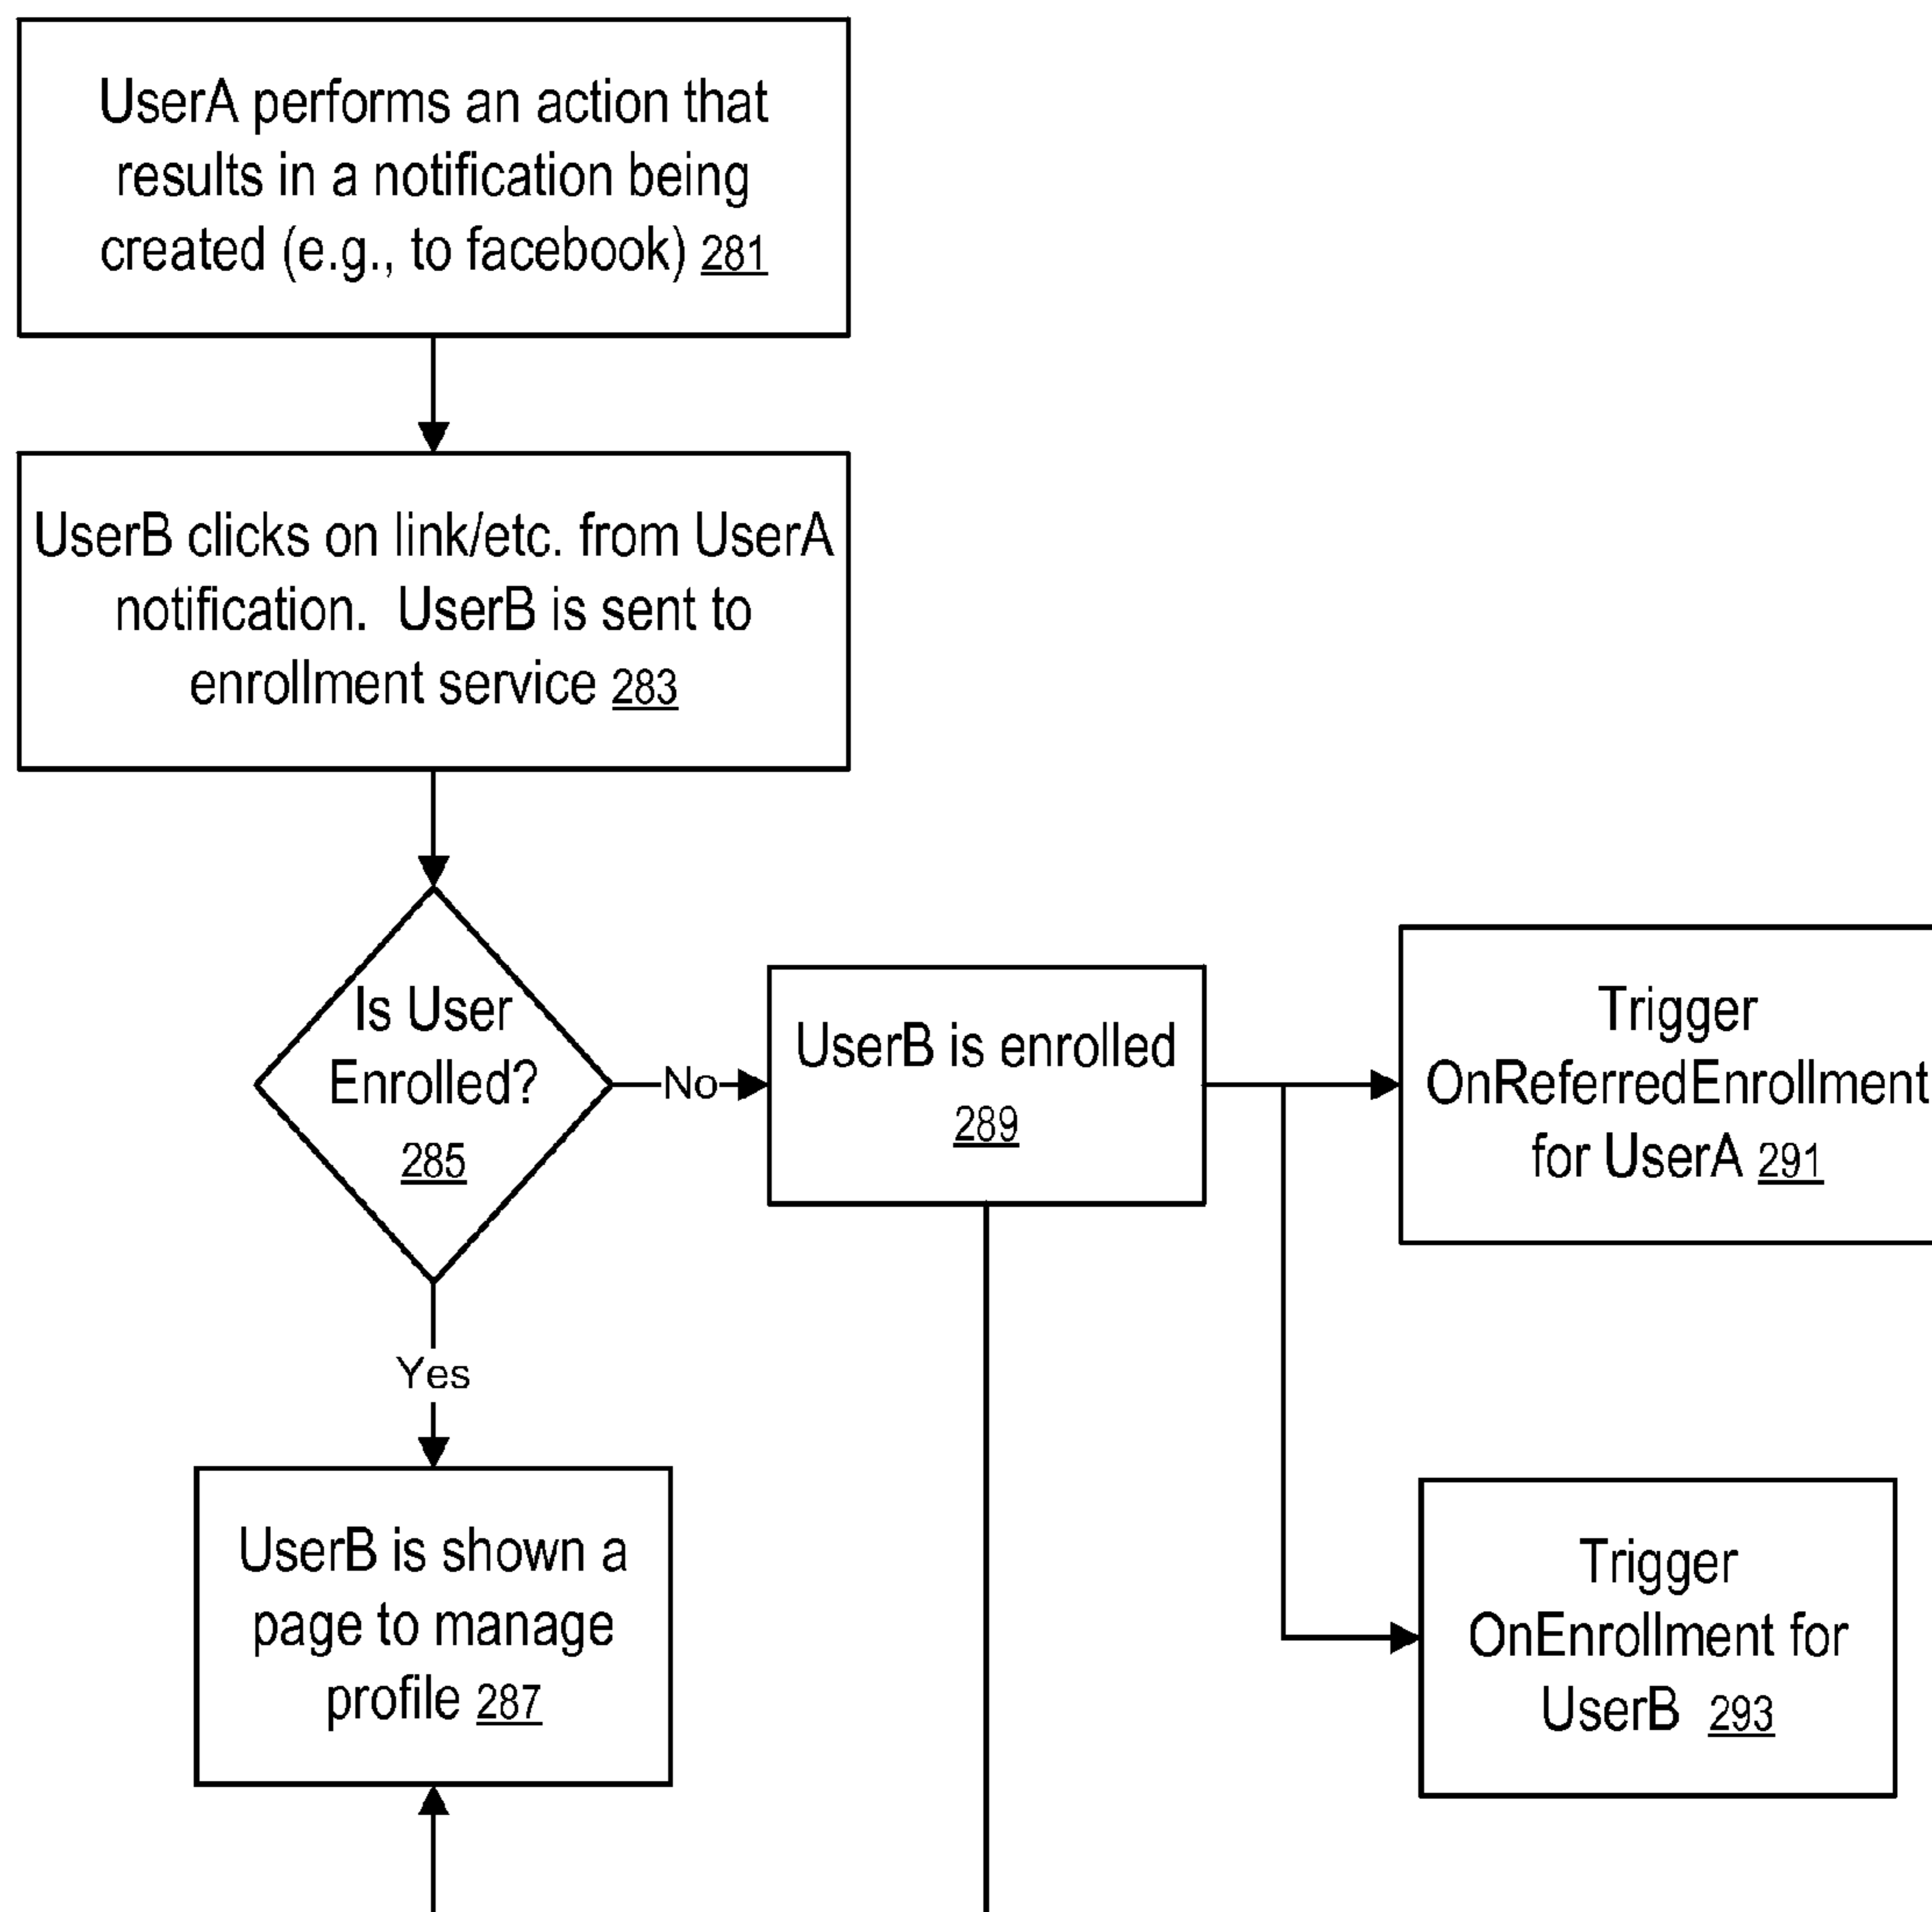 UserA performs an action that
results in a notification being
created (e.g., to facebook) 281
UserB clicks on link/etc. from UserA
notification.  UserB is sent to
enrollment service 283
Is User
Enrolled?
285
No
UserB is enrolled
289
Trigger
OnReferredEnrollment
for UserA 291
Yes
UserB is shown a
page to manage
profile 287
Trigger
OnEnrollment for
UserB  293